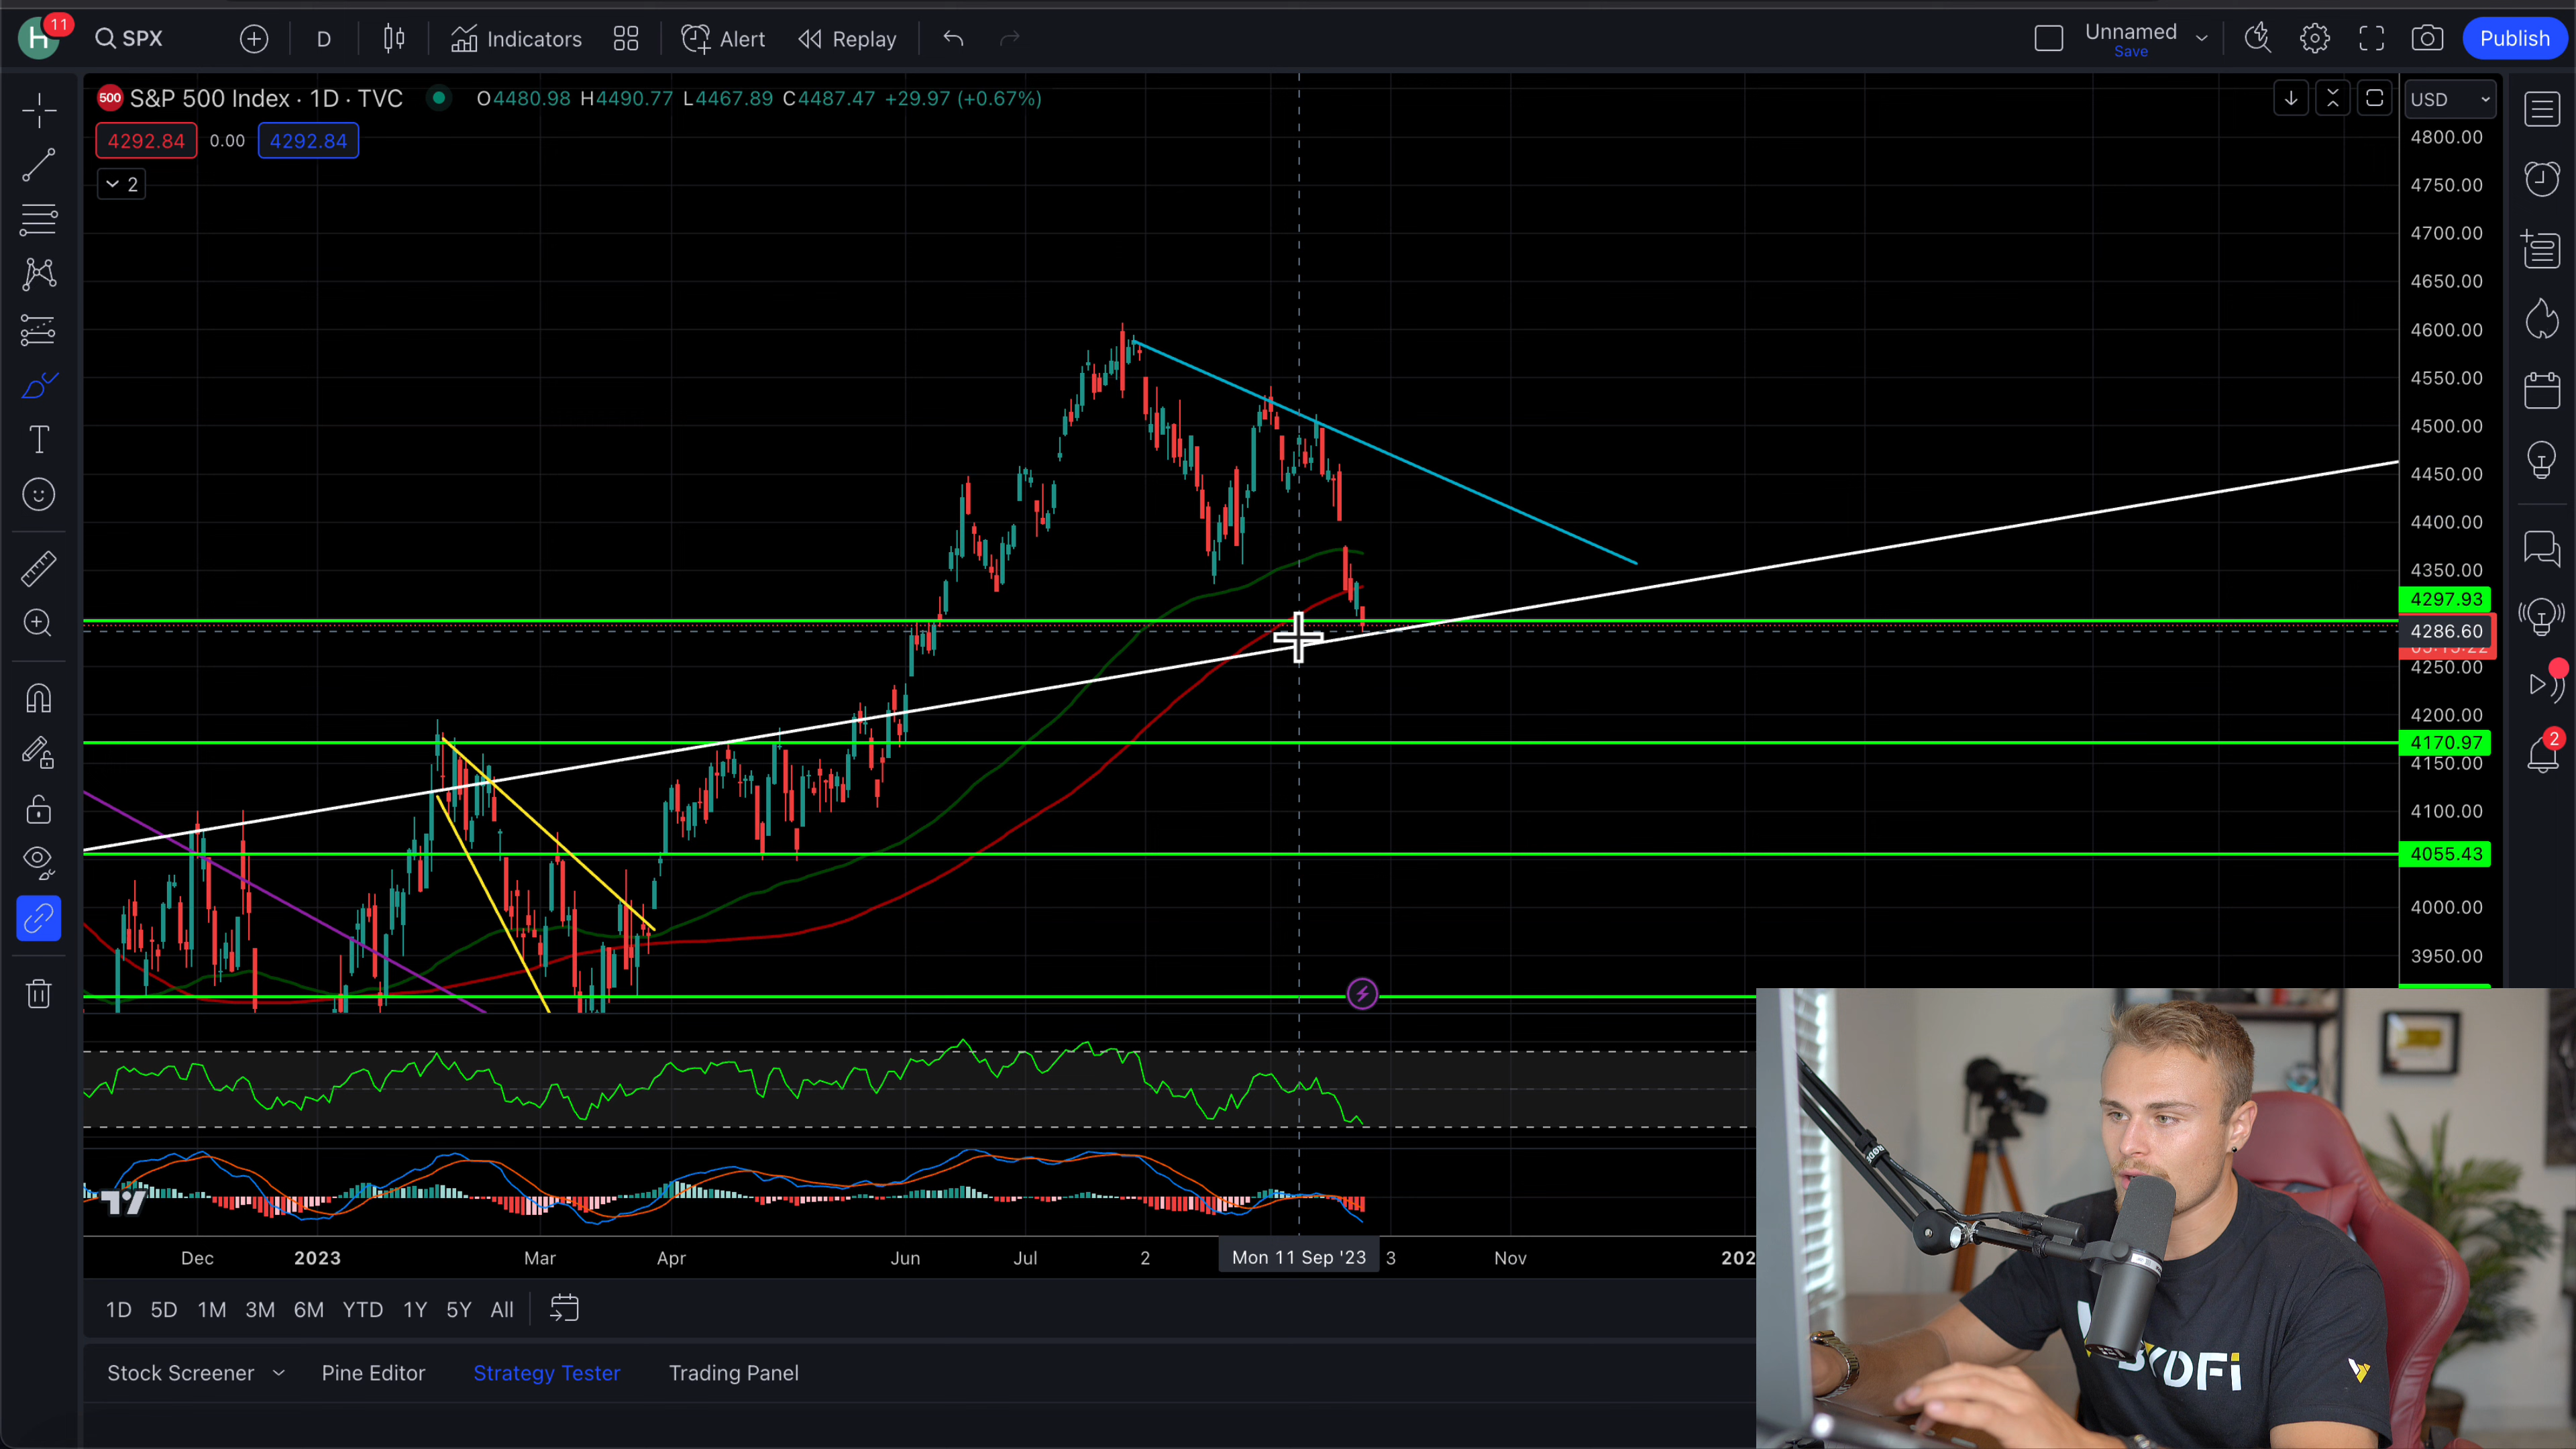 H 11 SPX D Indicators Alert Replay Unnamed Save Publish
500 S&P 500 Index · 1D · TVC O4480.98 H4490.77 L4467.89 C4487.47 +29.97 (+0.67%) USD
4292.84 0.00 4292.84
2
4800.00
4750.00
4700.00
4650.00
4600.00
4550.00
4500.00
4450.00
4400.00
4350.00
4297.93
4286.60
4250.00
4200.00
4170.97
4150.00
4100.00
4055.43
4000.00
3950.00
2
Dec 2023 Mar Apr Jun Jul 2 Mon 11 Sep '23 3 Nov 202
1D 5D 1M 3M 6M YTD 1Y 5Y All
Stock Screener Pine Editor Strategy Tester Trading Panel
RØDE
BYDFi